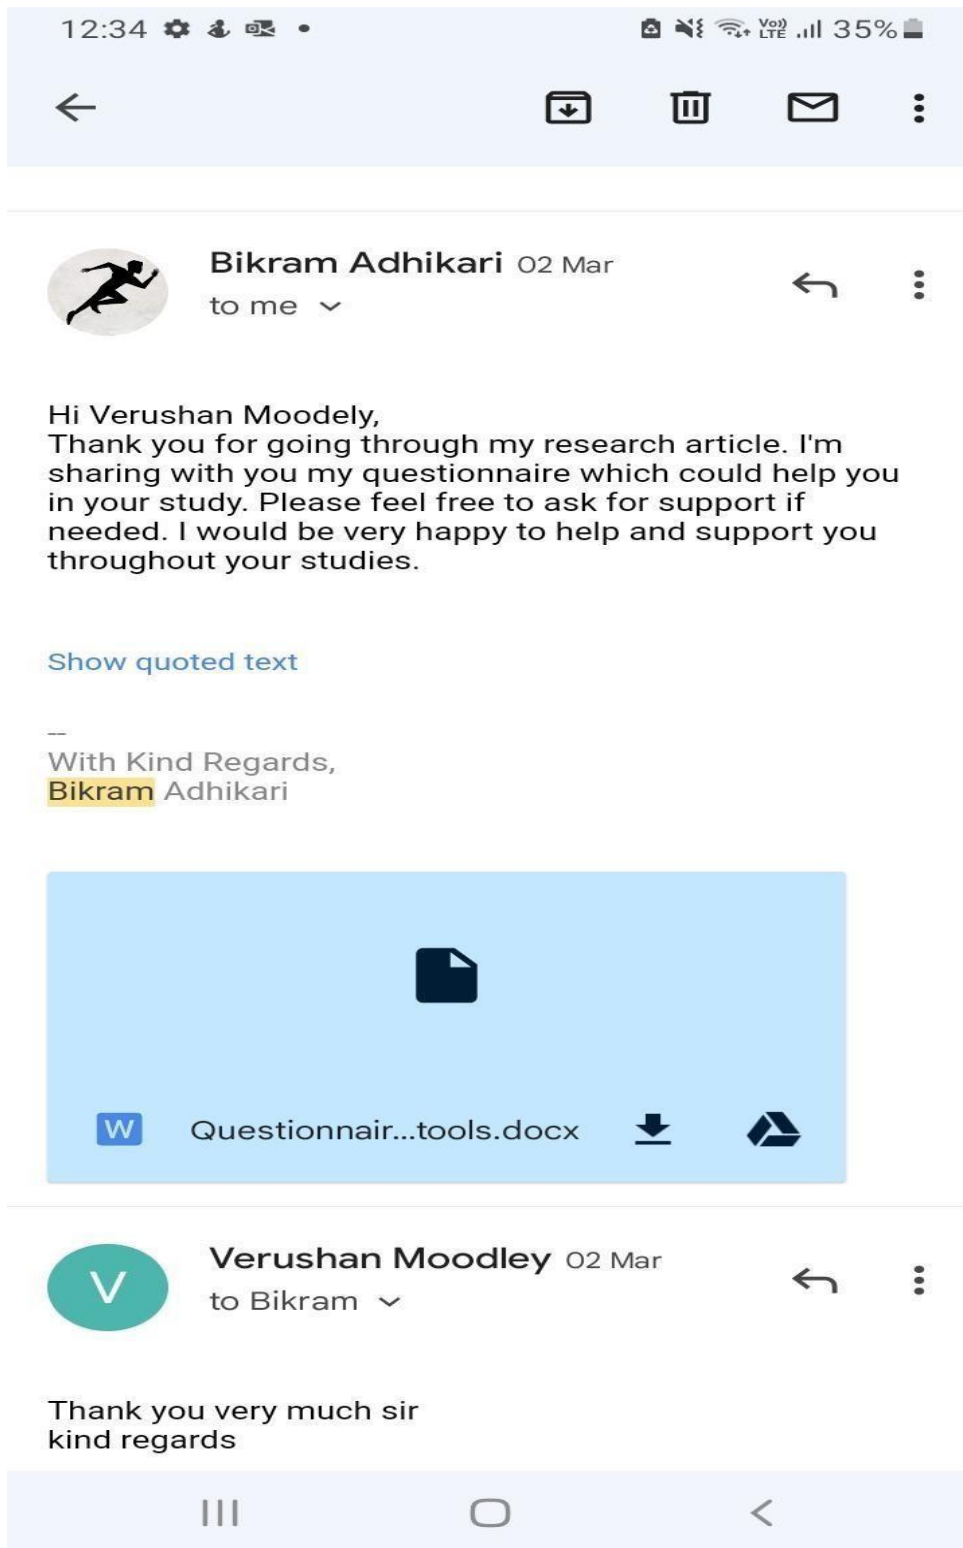 12:34
Vo)) LTE 35%
Bikram Adhikari 02 Mar
to me
Hi Verushan Moodely,
Thank you for going through my research article. I'm
sharing with you my questionnaire which could help you
in your study. Please feel free to ask for support if
needed. I would be very happy to help and support you
throughout your studies.
Show quoted text
--
With Kind Regards,
Bikram Adhikari
W Questionnair...tools.docx
V
Verushan Moodley 02 Mar
to Bikram
Thank you very much sir
kind regards